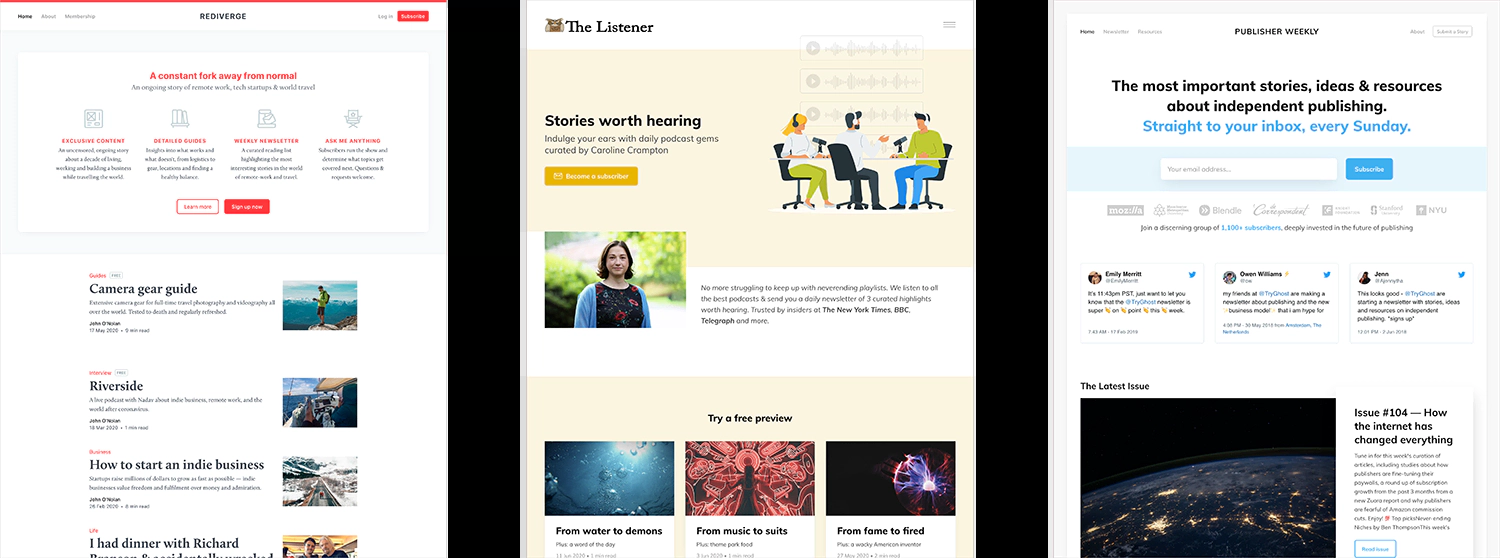 Home About Membership
REDIVERGE
Log in Subscribe
A constant fork away from normal
An ongoing story of remote work, tech startups & world travel
EXCLUSIVE CONTENT
An uncensored, ongoing story
about a decade of living,
working and building a business
while travelling the world.
DETAILED GUIDES
Insights into what works and
what doesn't, from logistics to
gear, locations and finding a
healthy balance.
WEEKLY NEWSLETTER
A curated reading list
highlighting the most
interesting stories in the world
of remote-work and travel.
ASK ME ANYTHING
Subscribers run the show and
determine what topics get
covered next. Questions &
requests welcome.
Learn more Sign up now
Guides FREE
Camera gear guide
Extensive camera gear for full-time travel photography and videography all
over the world. Tested to death and regularly refreshed.
John O'Nolan
17 May 2020 • 9 min read
Interview FREE
Riverside
A live podcast with Nadav about indie business, remote work, and the
world after coronavirus.
John O'Nolan
18 Mar 2020 • 1 min read
Business
How to start an indie business
Startups raise millions of dollars to grow as fast as possible — indie
businesses value freedom and fulfilment over money and admiration.
John O'Nolan
26 Feb 2020 • 8 min read
Life
I had dinner with Richard
Branson & accidentally wrecked
The Listener
Stories worth hearing
Indulge your ears with daily podcast gems
curated by Caroline Crampton
Become a subscriber
No more struggling to keep up with neverending playlists. We listen to all
the best podcasts & send you a daily newsletter of 3 curated highlights
worth hearing. Trusted by insiders at The New York Times, BBC,
Telegraph and more.
Try a free preview
From water to demons
Plus: a word of the day
11 Jun 2020 • 1 min read
From music to suits
Plus: theme park food
3 Jun 2020 • 1 min read
From fame to fired
Plus: a wacky American inventor
27 May 2020 • 2 min read
Home Newsletter Resources
PUBLISHER WEEKLY
About Submit a Story
The most important stories, ideas & resources
about independent publishing.
Straight to your inbox, every Sunday.
Your email address...
Subscribe
moz://a
Blendle
the Correspondent
Stanford
NYU
Join a discerning group of 1,100+ subscribers, deeply invested in the future of publishing
Emily Merritt
@EmilyMerritt
It's 11:43pm PST, just want to let you
know that the @TryGhost newsletter is
super 👌 on 👌 point 👌 this 👌 week.
7:43 AM - 17 Feb 2019
Owen Williams ⚡
@ow
my friends at @TryGhost are making a
newsletter about publishing and the new
✨business model✨ that i am hype for
4:56 PM - 30 May 2018 from Amsterdam, The
Netherlands
Jenn
This looks good - @TryGhost are
starting a newsletter with stories, ideas
and resources on independent
publishing. *signs up*
12:01 PM - 2 Jun 2018
The Latest Issue
Issue #104 — How
the internet has
changed everything
Tune in for this week's curation of
articles, including studies about how
publishers are fine-tuning their
paywalls, a round up of subscription
growth from the past 3 months from a
new Zuora report and why publishers
are fearful of Amazon commission
cuts. Enjoy! 💯 Top picksNever-ending
Niches by Ben ThompsonThis week's
Read issue